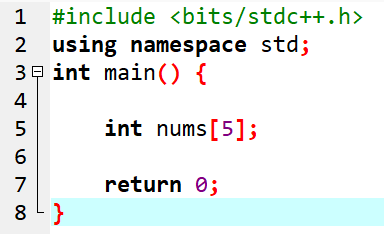 1 #include <bits/stdc++.h>
2 using namespace std;
3 int main() {
4
5     int nums[5];
6
7     return 0;
8 }